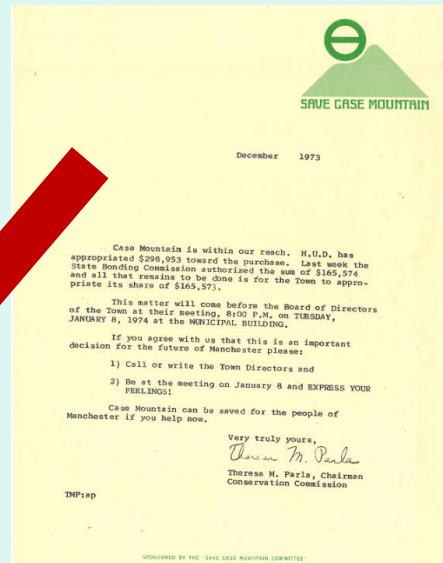 SAVE CASE MOUNTAIN
December 1973
Case Mountain is within our reach. H.U.D. has
appropriated $298,953 toward the purchase. Last week the
State Bonding Commission authorized the sum of $165,574
and all that remains to be done is for the Town to appro-
priate its share of $165,573.
This matter will come before the Board of Directors
of the Town at their meeting, 8:00 P.M. on TUESDAY,
JANUARY 8, 1974 at the MUNICIPAL BUILDING.
If you agree with us that this is an important
decision for the future of Manchester please:
1) Call or write the Town Directors and
2) Be at the meeting on January 8 and EXPRESS YOUR
FEELINGS!
Case Mountain can be saved for the people of
Manchester if you help now.
Very truly yours,
Theresa M. Parla
Theresa M. Parla, Chairman
Conservation Commission
TMP:ap
SPONSORED BY THE "SAVE CASE MOUNTAIN COMMITTEE"